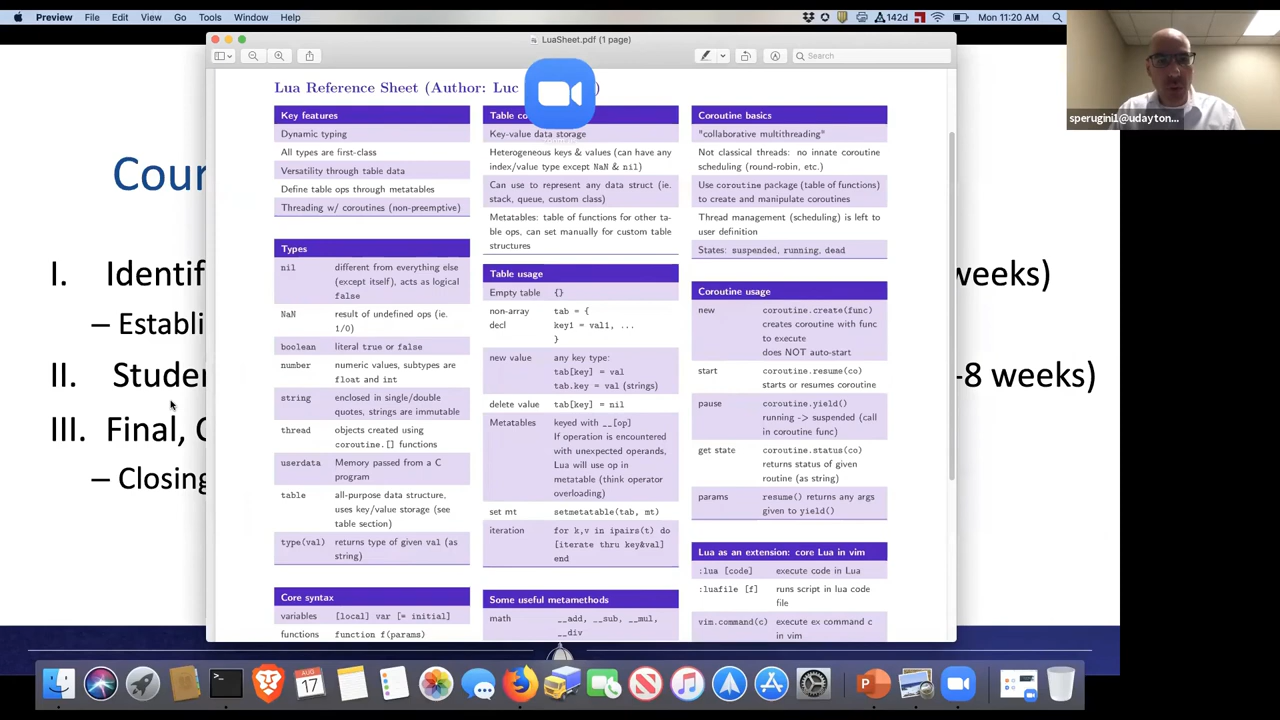 Preview File Edit View Go Tools Window Help
142d
Mon 11:20 AM
LuaSheet.pdf (1 page)
Search
sperugini1@udayton...
Lua Reference Sheet (Author: Luc )
Key features
Dynamic typing
All types are first-class
Versatility through table data
Define table ops through metatables
Threading w/ coroutines (non-preemptive)
Types
nil different from everything else
(except itself), acts as logical
false
NaN result of undefined ops (ie.
1/0)
boolean literal true or false
number numeric values, subtypes are
float and int
string enclosed in single/double
quotes, strings are immutable
thread objects created using
coroutine.[] functions
userdata Memory passed from a C
program
table all-purpose data structure,
uses key/value storage (see
table section)
type(val) returns type of given val (as
string)
Core syntax
variables [local] var [= initial]
functions function f(params)
Table co
Key-value data storage
Heterogeneous keys & values (can have any
index/value type except NaN & nil)
Can use to represent any data struct (ie.
stack, queue, custom class)
Metatables: table of functions for other ta-
ble ops, can set manually for custom table
structures
Table usage
Empty table {}
non-array tab = {
decl key1 = val1, ...
}
new value any key type:
tab[key] = val
tab.key = val (strings)
delete value tab[key] = nil
Metatables keyed with __[op]
If operation is encountered
with unexpected operands,
Lua will use op in
metatable (think operator
overloading)
set mt setmetatable(tab, mt)
iteration for k,v in ipairs(t) do
[iterate thru key&val]
end
Some useful metamethods
math __add, __sub, __mul,
__div
Coroutine basics
"collaborative multithreading"
Not classical threads: no innate coroutine
scheduling (round-robin, etc.)
Use coroutine package (table of functions)
to create and manipulate coroutines
Thread management (scheduling) is left to
user definition
States: suspended, running, dead
Coroutine usage
new coroutine.create(func)
creates coroutine with func
to execute
does NOT auto-start
start coroutine.resume(co)
starts or resumes coroutine
pause coroutine.yield()
running -> suspended (call
in coroutine func)
get state coroutine.status(co)
returns status of given
routine (as string)
params resume() returns any args
given to yield()
Lua as an extension: core Lua in vim
:lua [code] execute code in Lua
:luafile [f] runs script in lua code
file
vim.command(c) execute ex command c
in vim
Cour
I. Identif weeks)
– Establi
II. Studer -8 weeks)
III. Final, C
– Closing
AUG
17